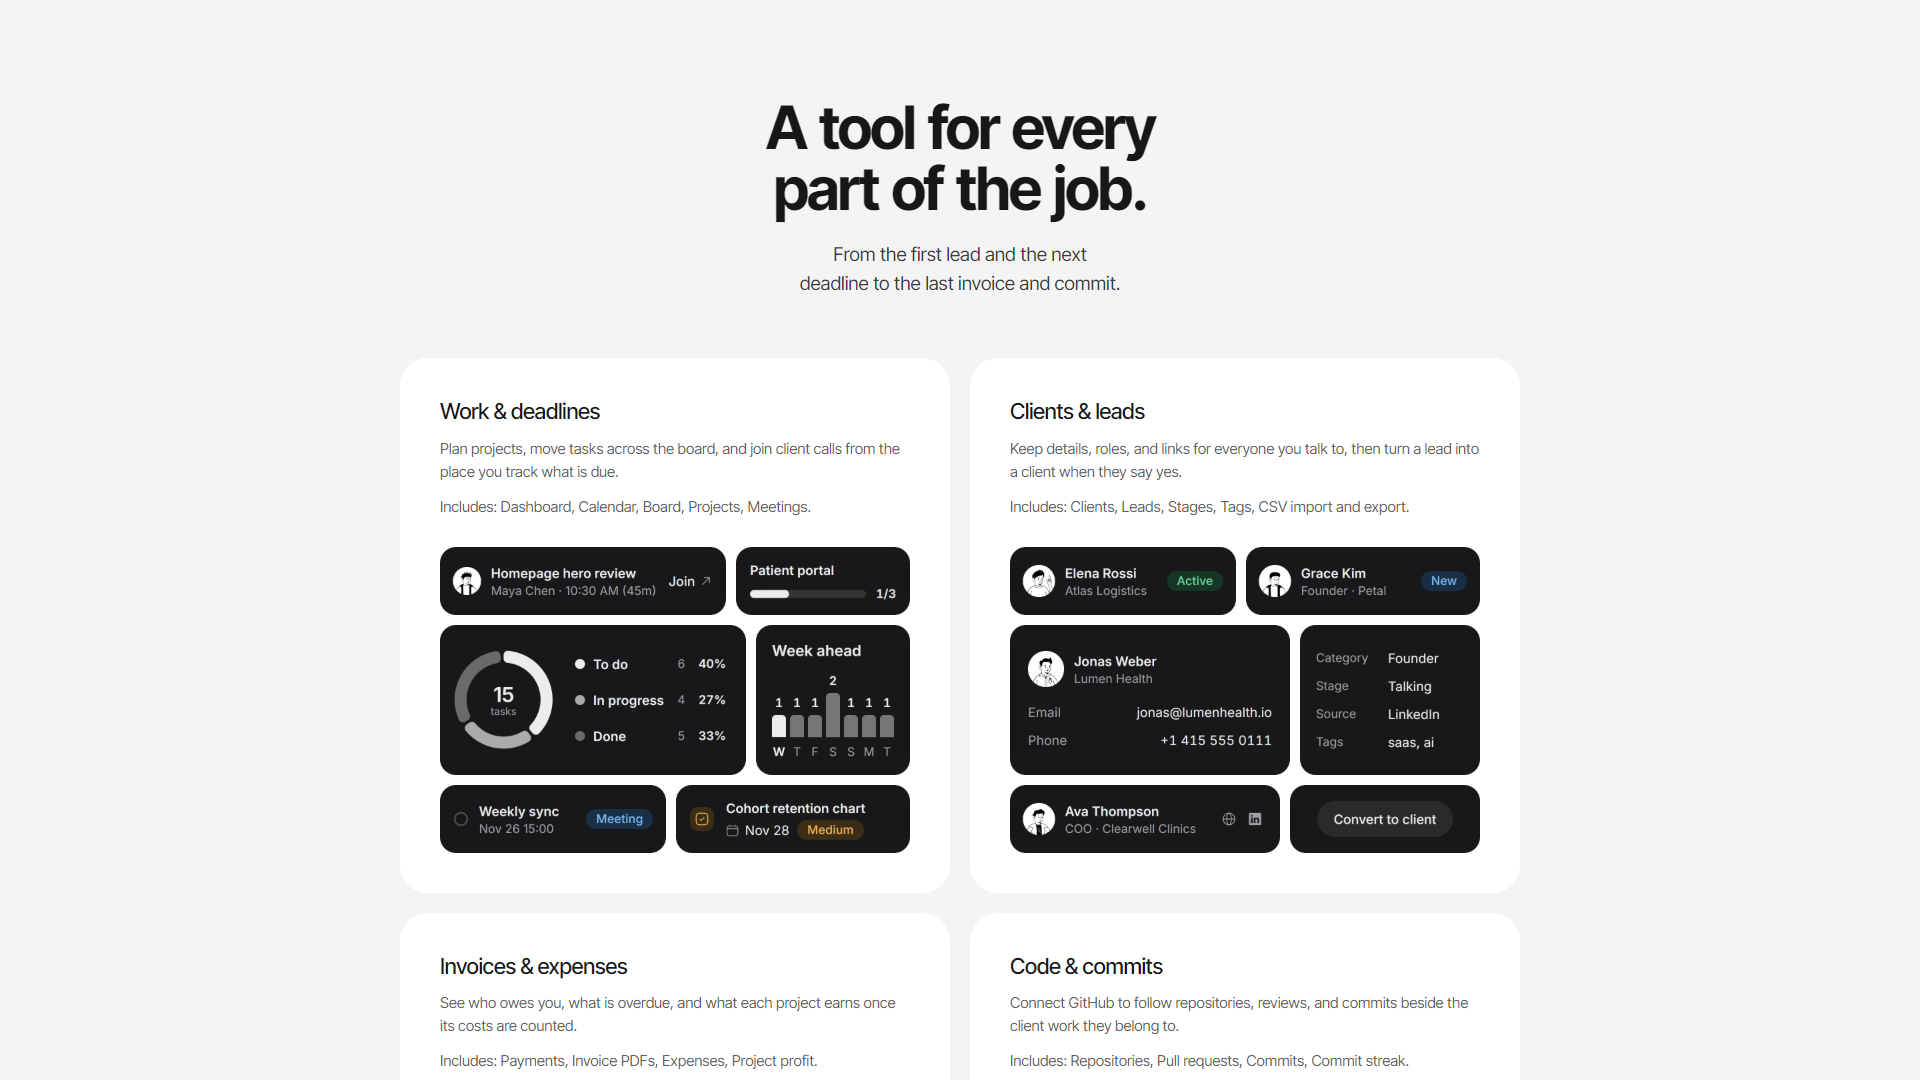 A tool for every
part of the job.
From the first lead and the next
deadline to the last invoice and commit.
Work & deadlines
Plan projects, move tasks across the board, and join client calls from the
place you track what is due.
Includes: Dashboard, Calendar, Board, Projects, Meetings.
Homepage hero review
Maya Chen · 10:30 AM (45m)
Join
Patient portal
1/3
15
tasks
To do 6 40%
In progress 4 27%
Done 5 33%
Week ahead
2
1 1 1 1 1 1
W T F S S M T
Weekly sync
Nov 26 15:00
Meeting
Cohort retention chart
Nov 28 Medium
Clients & leads
Keep details, roles, and links for everyone you talk to, then turn a lead into
a client when they say yes.
Includes: Clients, Leads, Stages, Tags, CSV import and export.
Elena Rossi
Atlas Logistics
Active
Grace Kim
Founder · Petal
New
Jonas Weber
Lumen Health
Email jonas@lumenhealth.io
Phone +1 415 555 0111
Category Founder
Stage Talking
Source LinkedIn
Tags saas, ai
Ava Thompson
COO · Clearwell Clinics
in
Convert to client
Invoices & expenses
See who owes you, what is overdue, and what each project earns once
its costs are counted.
Includes: Payments, Invoice PDFs, Expenses, Project profit.
Code & commits
Connect GitHub to follow repositories, reviews, and commits beside the
client work they belong to.
Includes: Repositories, Pull requests, Commits, Commit streak.